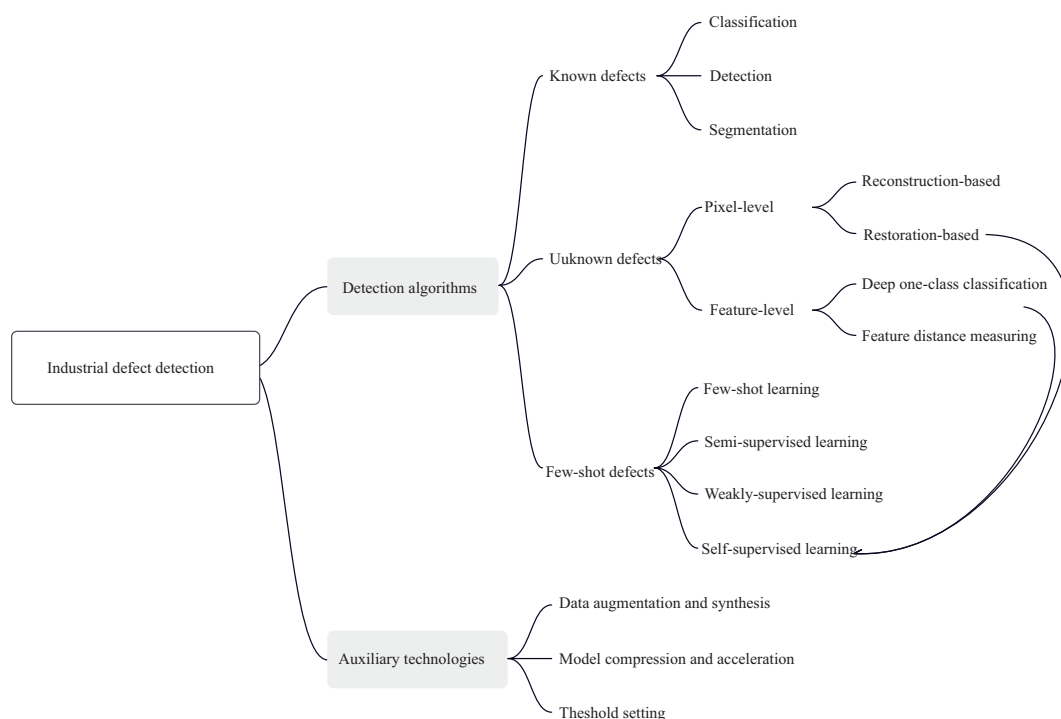 Industrial defect detection
Detection algorithms
Known defects
Classification
Detection
Segmentation
Uuknown defects
Pixel-level
Reconstruction-based
Restoration-based
Feature-level
Deep one-class classification
Feature distance measuring
Few-shot defects
Few-shot learning
Semi-supervised learning
Weakly-supervised learning
Self-supervised learning
Auxiliary technologies
Data augmentation and synthesis
Model compression and acceleration
Theshold setting